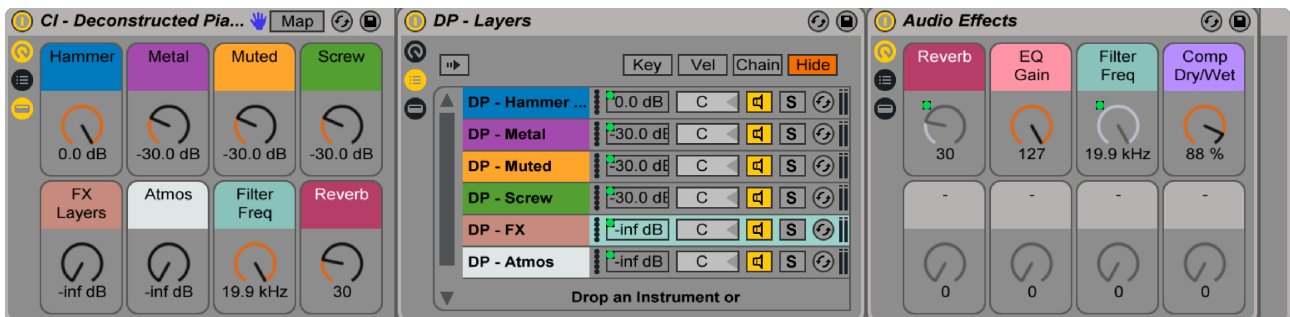 CI - Deconstructed Pia... Map
Hammer Metal Muted Screw
0.0 dB -30.0 dB -30.0 dB -30.0 dB
FX Layers Atmos Filter Freq Reverb
-inf dB -inf dB 19.9 kHz 30
DP - Layers
Key Vel Chain Hide
DP - Hammer ... 0.0 dB C S
DP - Metal -30.0 dB C S
DP - Muted -30.0 dB C S
DP - Screw -30.0 dB C S
DP - FX -inf dB C S
DP - Atmos -inf dB C S
Drop an Instrument or
Audio Effects
Reverb EQ Gain Filter Freq Comp Dry/Wet
30 127 19.9 kHz 88 %
- - - -
0 0 0 0